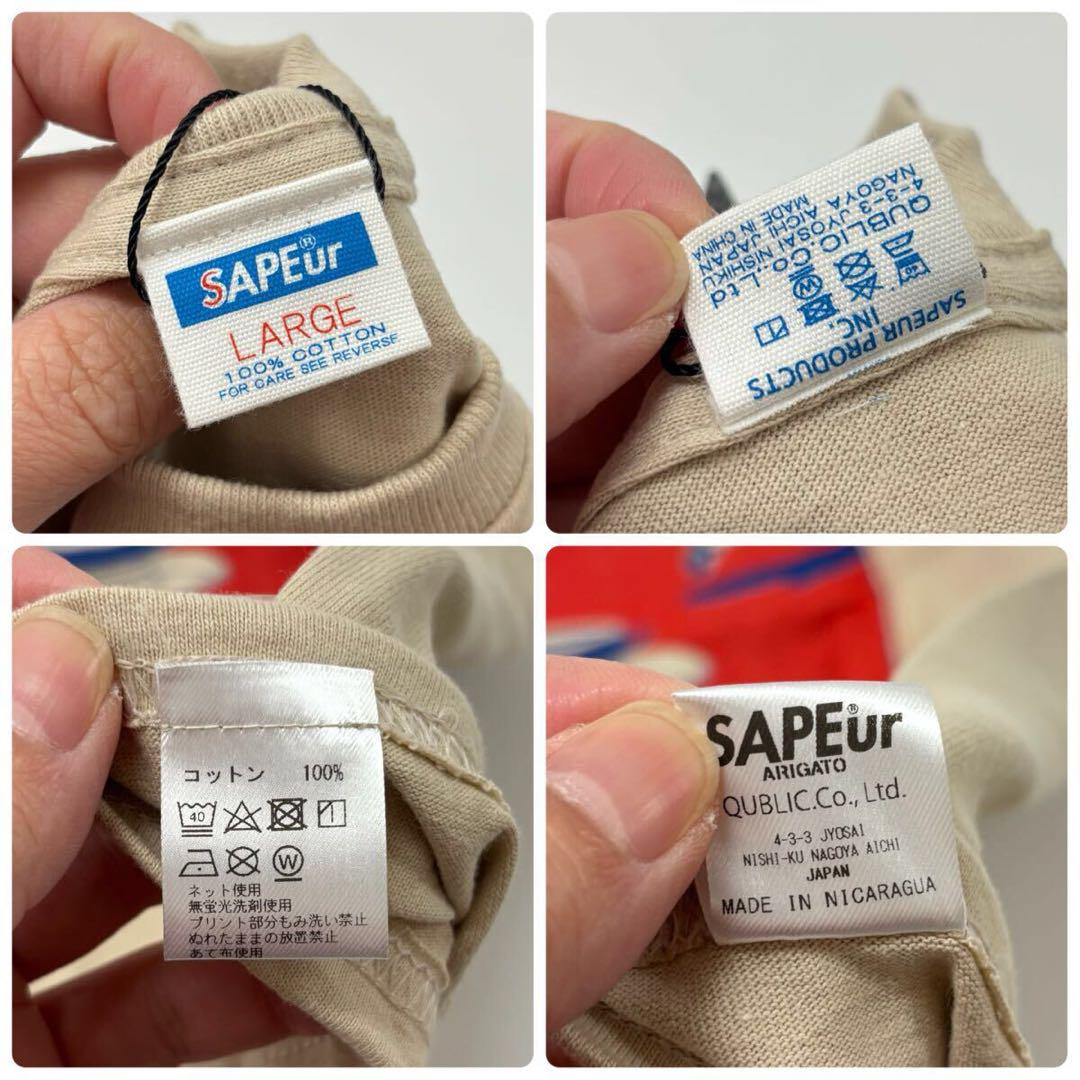 SAPEur®
LARGE
100% COTTON
FOR CARE SEE REVERSE
SAPEUR PRODUCTS
INC.
QUBLIC Co.,Ltd
4-3-3 JYOSAI NISHIKU
NAGOYA AICHI JAPAN
MADE IN CHINA
コットン 100%
40
W
ネット使用
無蛍光洗剤使用
プリント部分もみ洗い禁止
ぬれたままの放置禁止
あて布使用
SAPEur®
ARIGATO
QUBLIC.Co., Ltd.
4-3-3 JYOSAI
NISHI-KU NAGOYA AICHI
JAPAN
MADE IN NICARAGUA